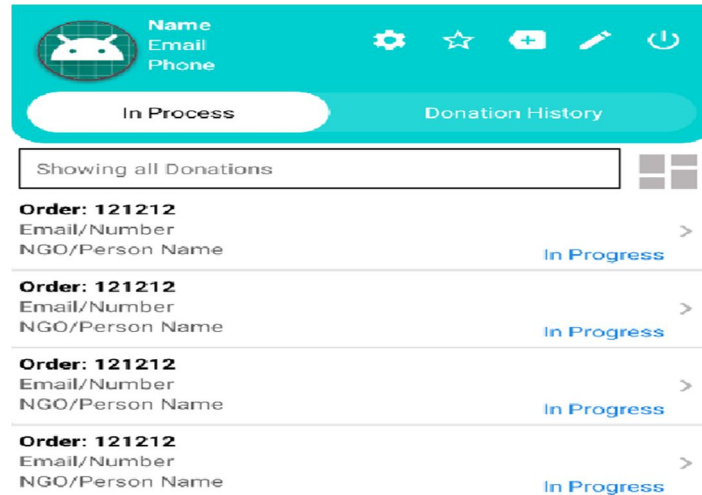 Name
Email
Phone
In Process
Donation History
Showing all Donations
Order: 121212
Email/Number
NGO/Person Name
In Progress
Order: 121212
Email/Number
NGO/Person Name
In Progress
Order: 121212
Email/Number
NGO/Person Name
In Progress
Order: 121212
Email/Number
NGO/Person Name
In Progress